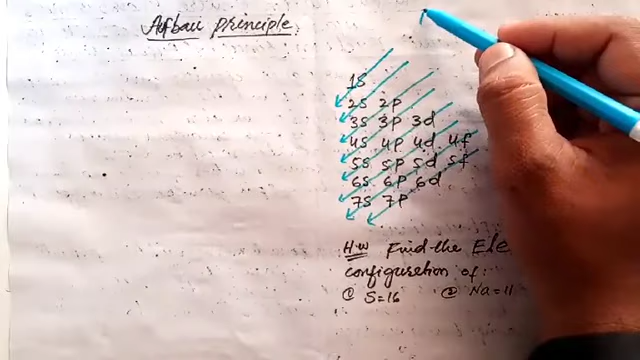 Aufbau principle
1s
2s 2p
3s 3p 3d
4s 4p 4d 4f
5s 5p 5d 5f
6s 6p 6d
7s 7p
H.W Find the Ele
configuration of:
① S=16 ② Na=11